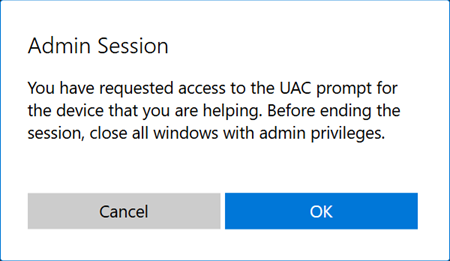 Admin Session
You have requested access to the UAC prompt for
the device that you are helping. Before ending the
session, close all windows with admin privileges.
Cancel
OK